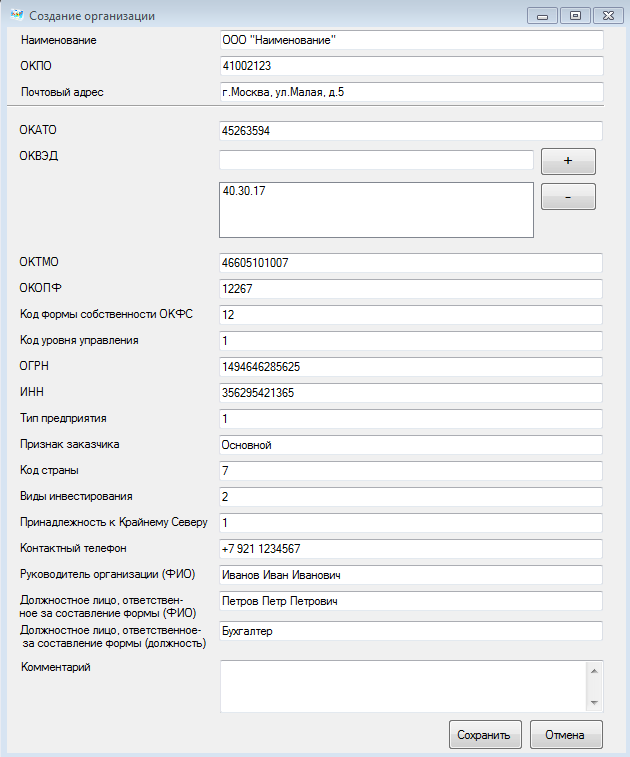 Создание организации
Наименование ООО "Наименование"
ОКПО 41002123
Почтовый адрес г.Москва, ул.Малая, д.5
ОКАТО 45263594
ОКВЭД +
40.30.17 -
ОКТМО 46605101007
ОКОПФ 12267
Код формы собственности ОКФС 12
Код уровня управления 1
ОГРН 1494646285625
ИНН 356295421365
Тип предприятия 1
Признак заказчика Основной
Код страны 7
Виды инвестирования 2
Принадлежность к Крайнему Северу 1
Контактный телефон +7 921 1234567
Руководитель организации (ФИО) Иванов Иван Иванович
Должностное лицо, ответствен- Петров Петр Петрович
ное за составление формы (ФИО)
Должностное лицо, ответственное- Бухгалтер
за составление формы (должность)
Комментарий
Сохранить Отмена